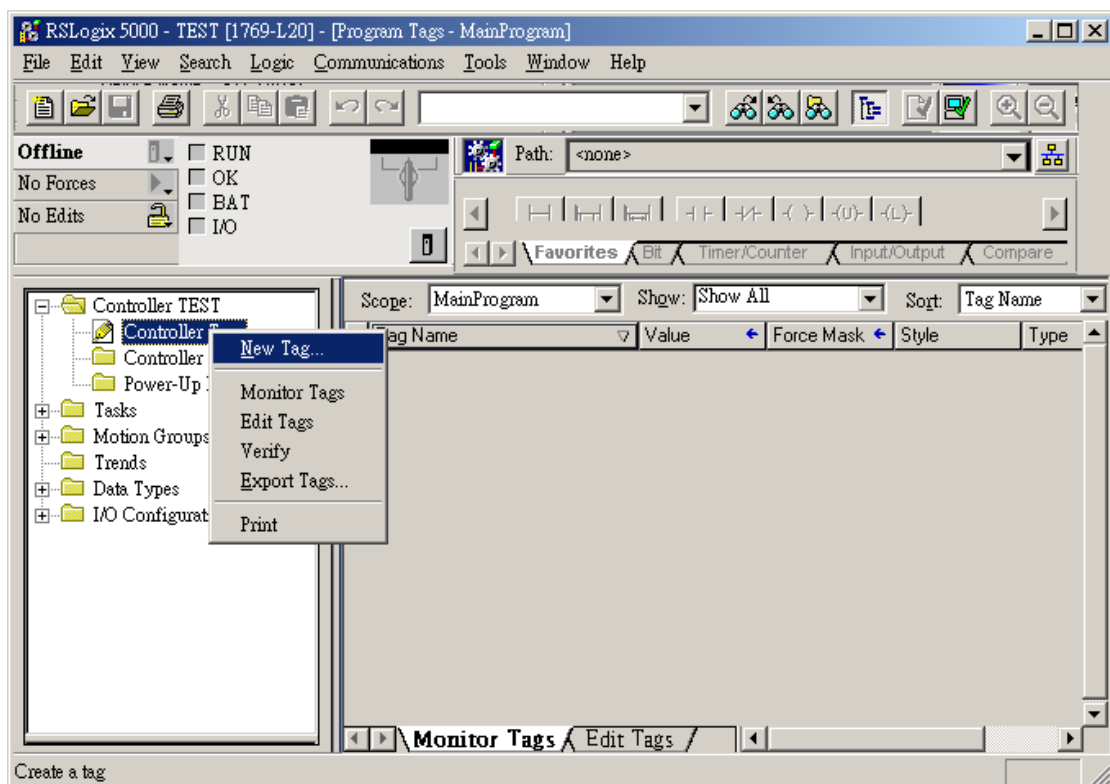 RSLogix 5000 - TEST [1769-L20] - [Program Tags - MainProgram]
File Edit View Search Logic Communications Tools Window Help
Offline
RUN
Path: <none>
No Forces
OK
No Edits
BAT
I/O
Favorites Bit Timer/Counter Input/Output Compare
Scope: MainProgram Show: Show All Sort: Tag Name
Tag Name Value Force Mask Style Type
Controller TEST
Controller
Controller
Power-Up
Tasks
Motion Groups
Trends
Data Types
I/O Configurat
New Tag...
Monitor Tags
Edit Tags
Verify
Export Tags...
Print
Monitor Tags Edit Tags
Create a tag